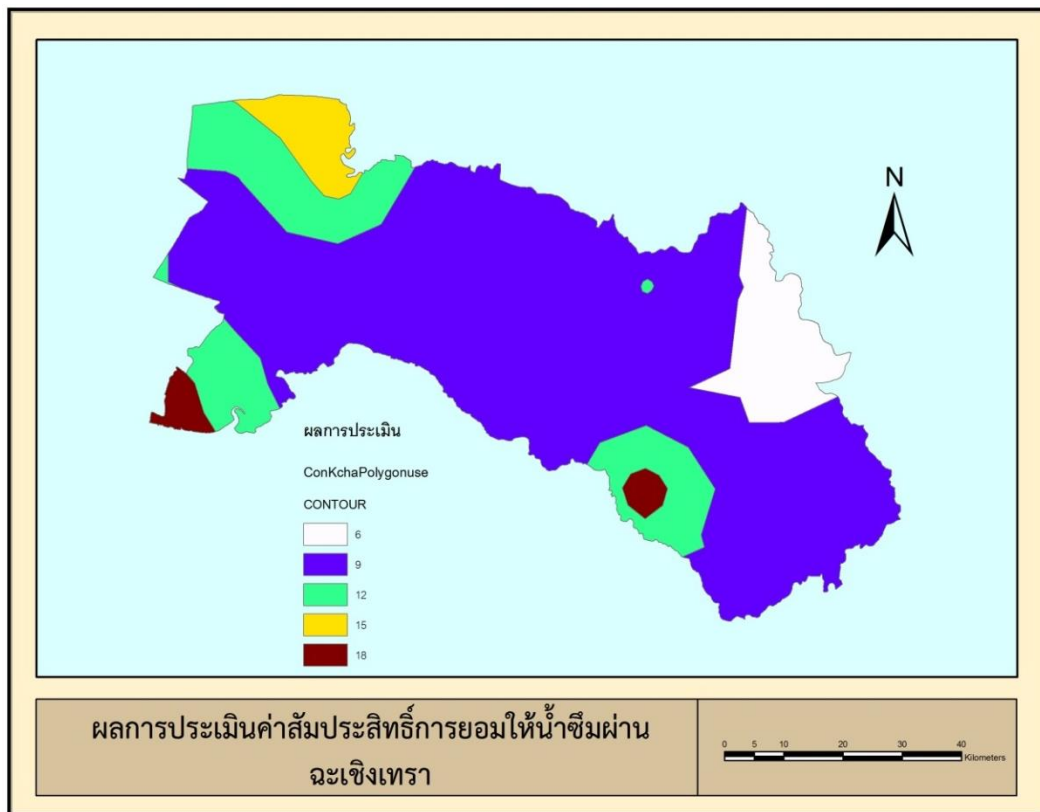 N
ผลการประเมิน
ConKchaPolygonuse
CONTOUR
6
9
12
15
18
ผลการประเมินค่าสัมประสิทธิ์การยอมให้น้ำซึมผ่าน
ฉะเชิงเทรา
0 5 10 20 30 40
Kilometers